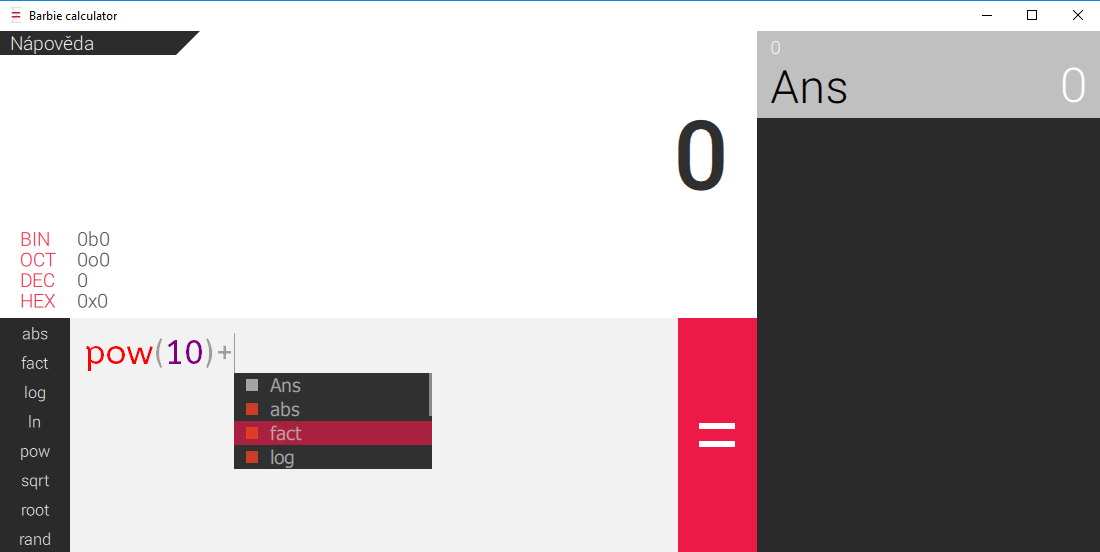 Barbie calculator
Nápověda
0
BIN 0b0
OCT 0o0
DEC 0
HEX 0x0
0
Ans 0
abs
fact
log
ln
pow
sqrt
root
rand
pow(10)+
Ans
abs
fact
log
=